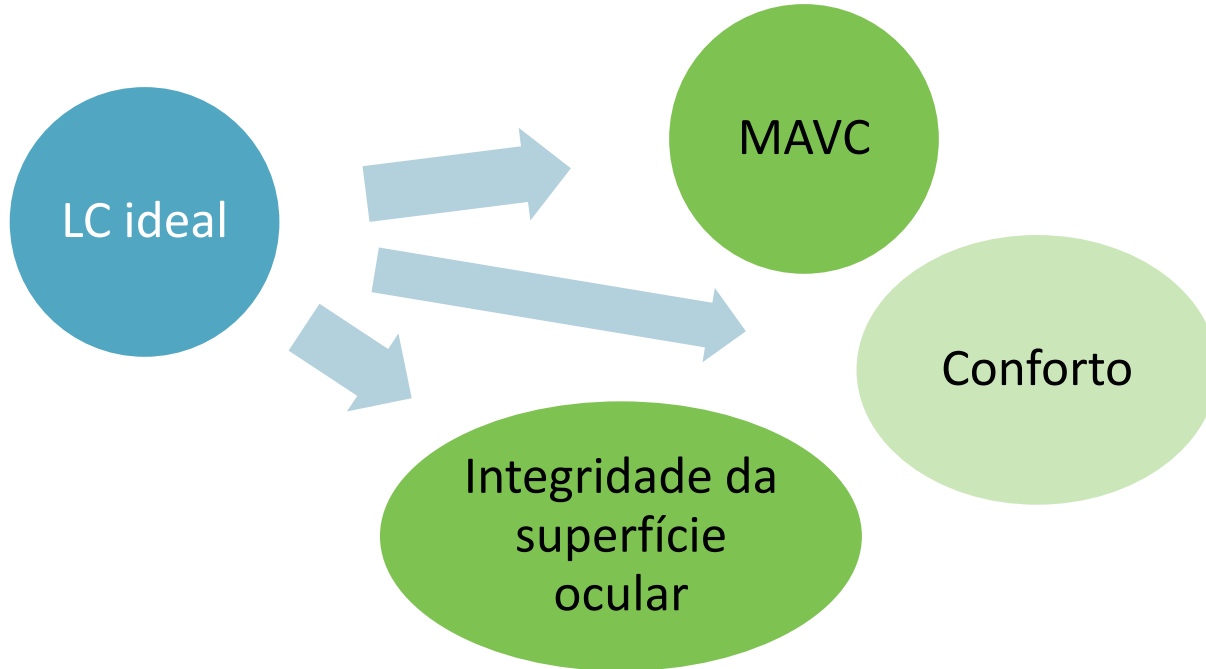 LC ideal
MAVC
Conforto
Integridade da
superfície
ocular